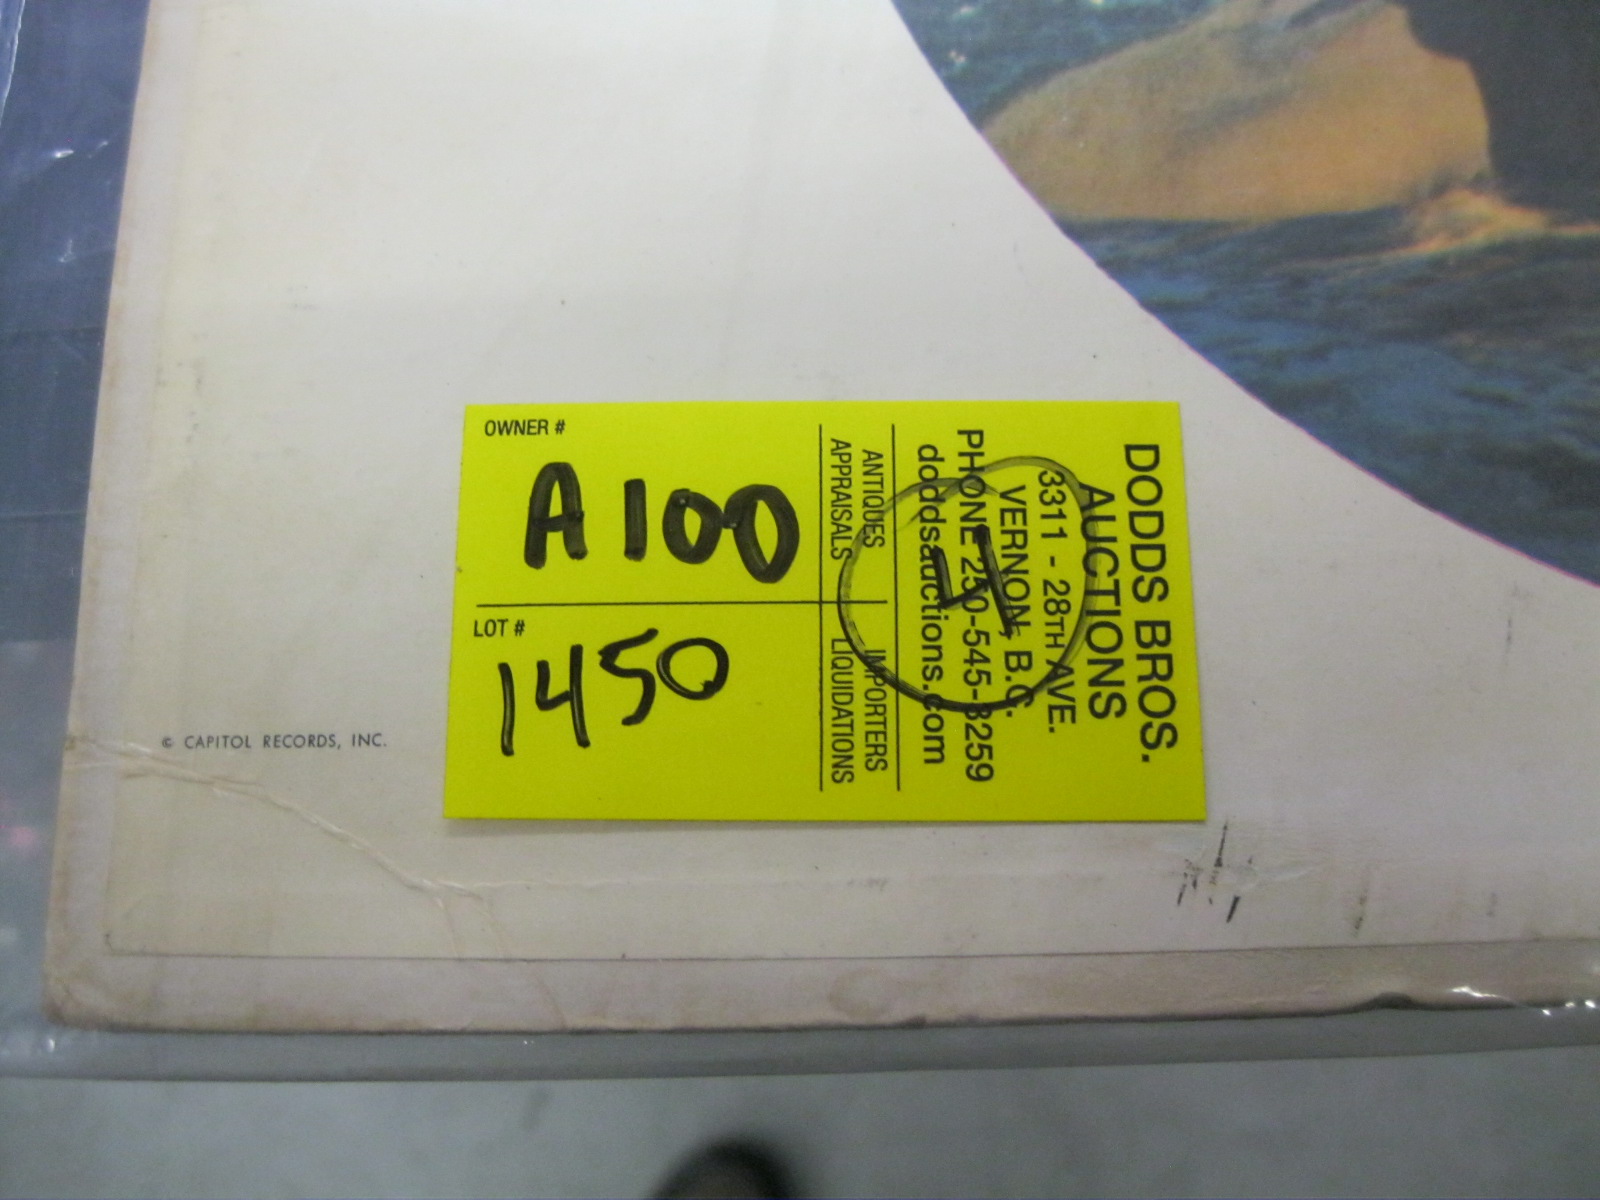 OWNER #
A100
LOT #
1450
DODDS BROS.
AUCTIONS
3311 - 28TH AVE.
VERNON, B.C.
PHONE 250-545-3259
doddsauctions.com
ANTIQUES IMPORTERS
APPRAISALS LIQUIDATIONS
© CAPITOL RECORDS, INC.